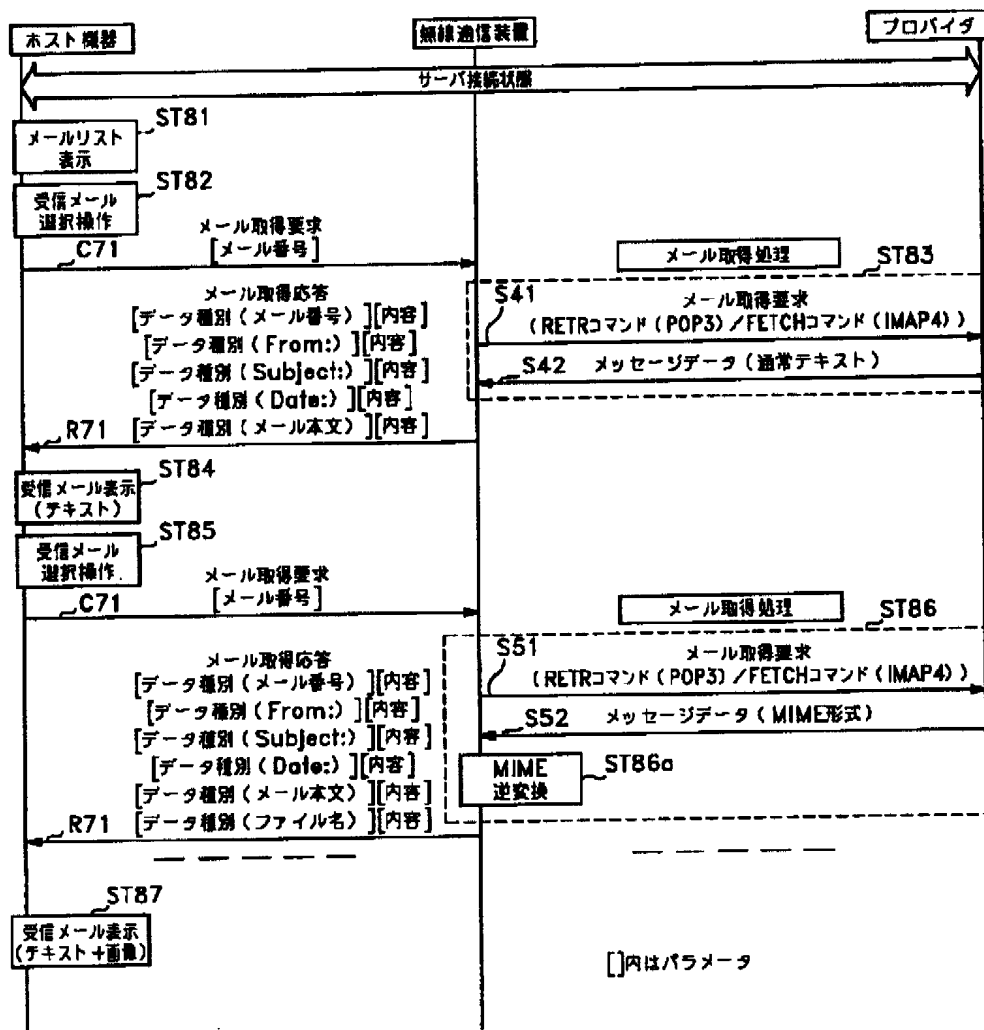 ホスト機器
無線通信装置
プロバイダ
サーバ接続状態
メールリスト
表示
ST81
受信メール
選択操作
ST82
C71
メール取得要求
[メール番号]
メール取得処理
ST83
メール取得応答
[データ種別(メール番号)][内容]
[データ種別(From:)][内容]
[データ種別(Subject:)][内容]
[データ種別(Date:)][内容]
[データ種別(メール本文)][内容]
S41
メール取得要求
(RETRコマンド(POP3)/FETCHコマンド(IMAP4))
S42
メッセージデータ(通常テキスト)
R71
受信メール表示
(テキスト)
ST84
受信メール
選択操作
ST85
C71
メール取得要求
[メール番号]
メール取得処理
ST86
メール取得応答
[データ種別(メール番号)][内容]
[データ種別(From:)][内容]
[データ種別(Subject:)][内容]
[データ種別(Date:)][内容]
[データ種別(メール本文)][内容]
[データ種別(ファイル名)][内容]
S51
メール取得要求
(RETRコマンド(POP3)/FETCHコマンド(IMAP4))
S52
メッセージデータ(MIME形式)
MIME
逆変換
ST86a
R71
ST87
受信メール表示
(テキスト+画像)
[]内はパラメータ